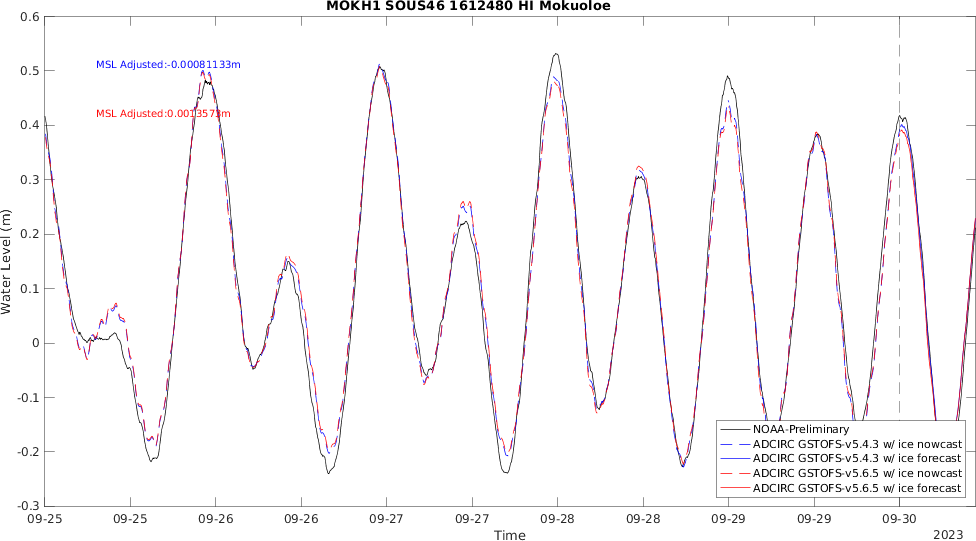 MOKH1 SOUS46 1612480 HI Mokuoloe
0.6
0.5
0.4
0.3
0.2
0.1
0
-0.1
-0.2
-0.3
Water Level (m)
MSL Adjusted:-0.00081133m
MSL Adjusted:0.0013573m
NOAA-Preliminary
ADCIRC GSTOFS-v5.4.3 w/ ice nowcast
ADCIRC GSTOFS-v5.4.3 w/ ice forecast
ADCIRC GSTOFS-v5.6.5 w/ ice nowcast
ADCIRC GSTOFS-v5.6.5 w/ ice forecast
09-25 09-25 09-26 09-26 09-27 09-27 09-28 09-28 09-29 09-29 09-30
Time
2023